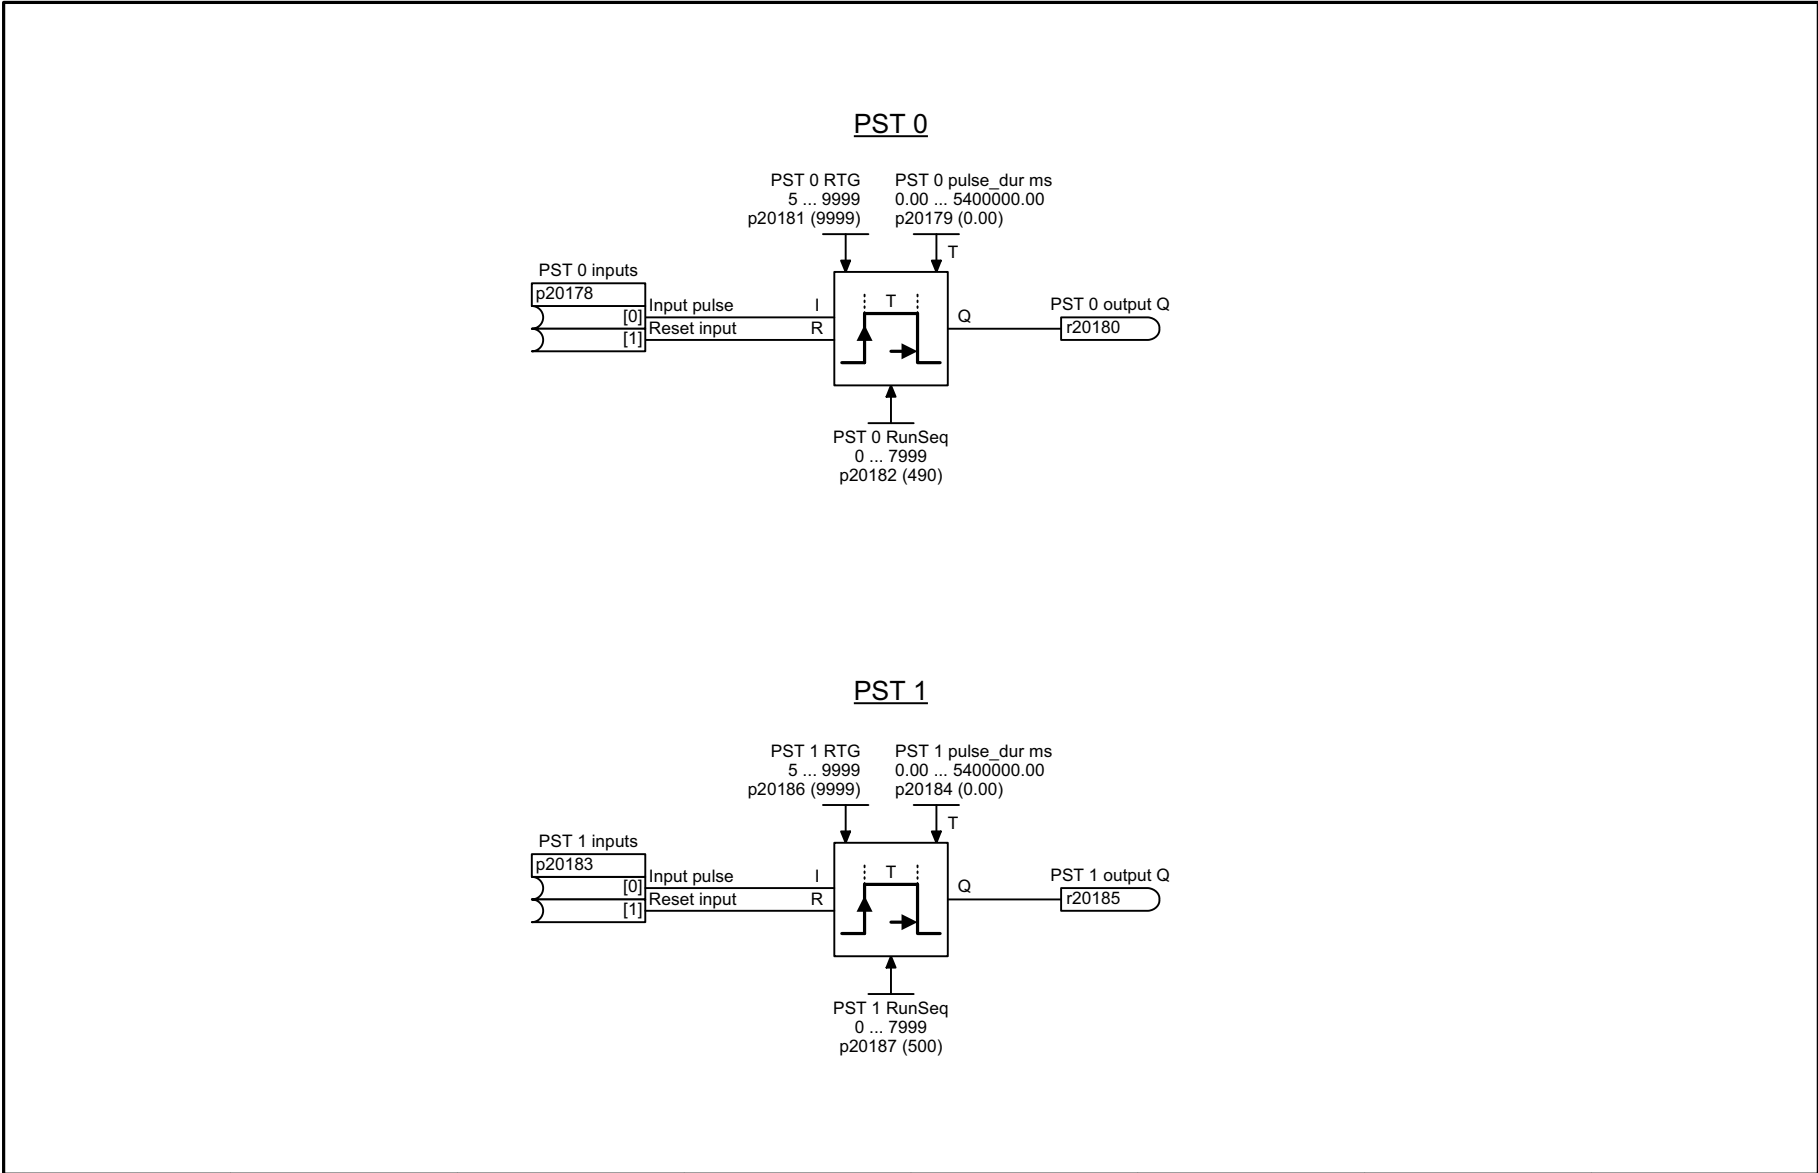 PST 0
PST 0 RTG
5 ... 9999
p20181 (9999)
PST 0 pulse_dur ms
0.00 ... 5400000.00
p20179 (0.00)
T
PST 0 inputs
p20178
[0]
[1]
Input pulse
Reset input
I
R
T
Q
PST 0 output Q
r20180
PST 0 RunSeq
0 ... 7999
p20182 (490)
PST 1
PST 1 RTG
5 ... 9999
p20186 (9999)
PST 1 pulse_dur ms
0.00 ... 5400000.00
p20184 (0.00)
T
PST 1 inputs
p20183
[0]
[1]
Input pulse
Reset input
I
R
T
Q
PST 1 output Q
r20185
PST 1 RunSeq
0 ... 7999
p20187 (500)